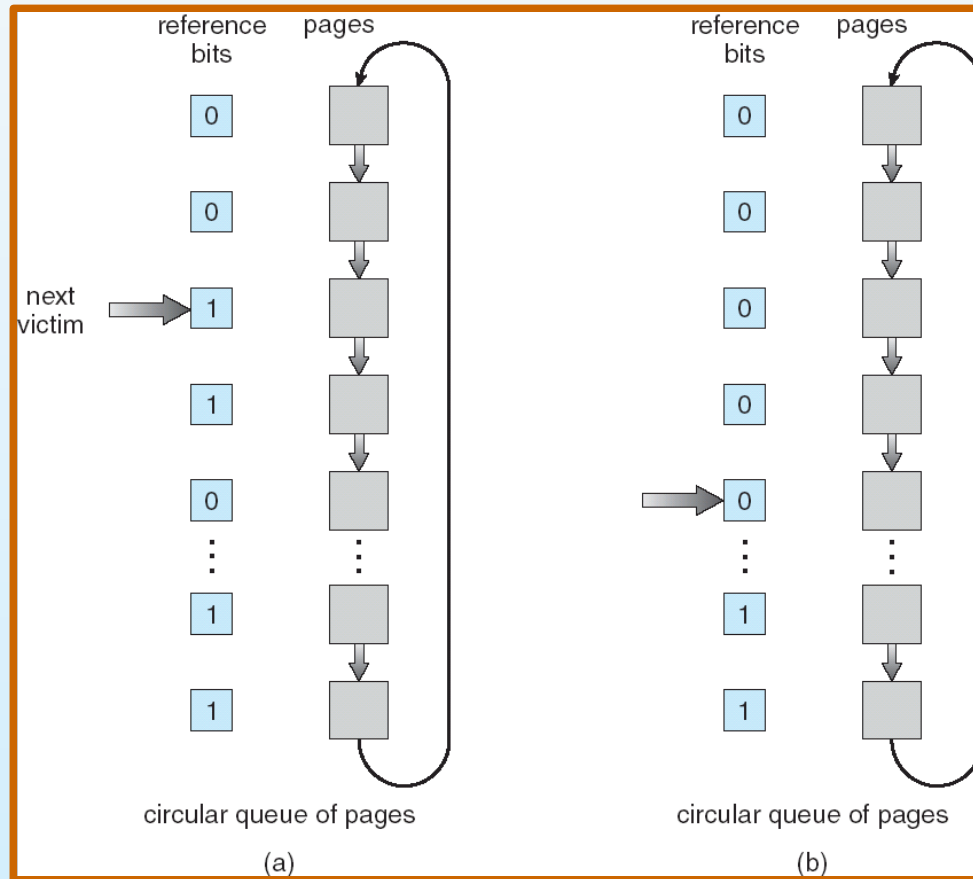 reference bits
pages
0
0
next victim
1
1
0
1
1
circular queue of pages
(a)
reference bits
pages
0
0
0
0
0
1
1
circular queue of pages
(b)